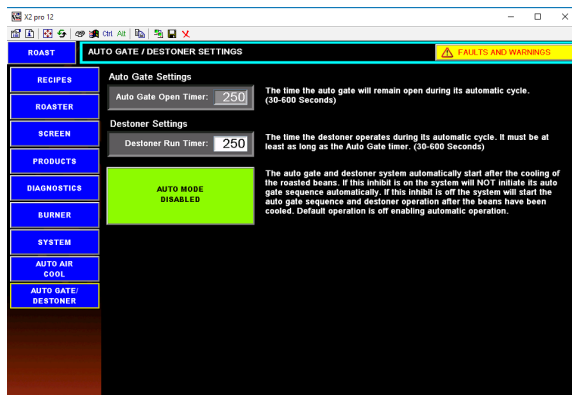 X2 pro 12
Ctrl Alt
ROAST
AUTO GATE / DESTONER SETTINGS
FAULTS AND WARNINGS
RECIPES
ROASTER
SCREEN
PRODUCTS
DIAGNOSTICS
BURNER
SYSTEM
AUTO AIR
COOL
AUTO GATE/
DESTONER
Auto Gate Settings
Auto Gate Open Timer: 250
The time the auto gate will remain open during its automatic cycle.
(30-600 Seconds)
Destoner Settings
Destoner Run Timer: 250
The time the destoner operates during its automatic cycle. It must be at
least as long as the Auto Gate timer. (30-600 Seconds)
AUTO MODE
DISABLED
The auto gate and destoner system automatically start after the cooling of
the roasted beans. If this inhibit is on the system will NOT initiate its auto
gate sequence automatically. If this inhibit is off the system will start the
auto gate sequence and destoner operation after the beans have been
cooled. Default operation is off enabling automatic operation.